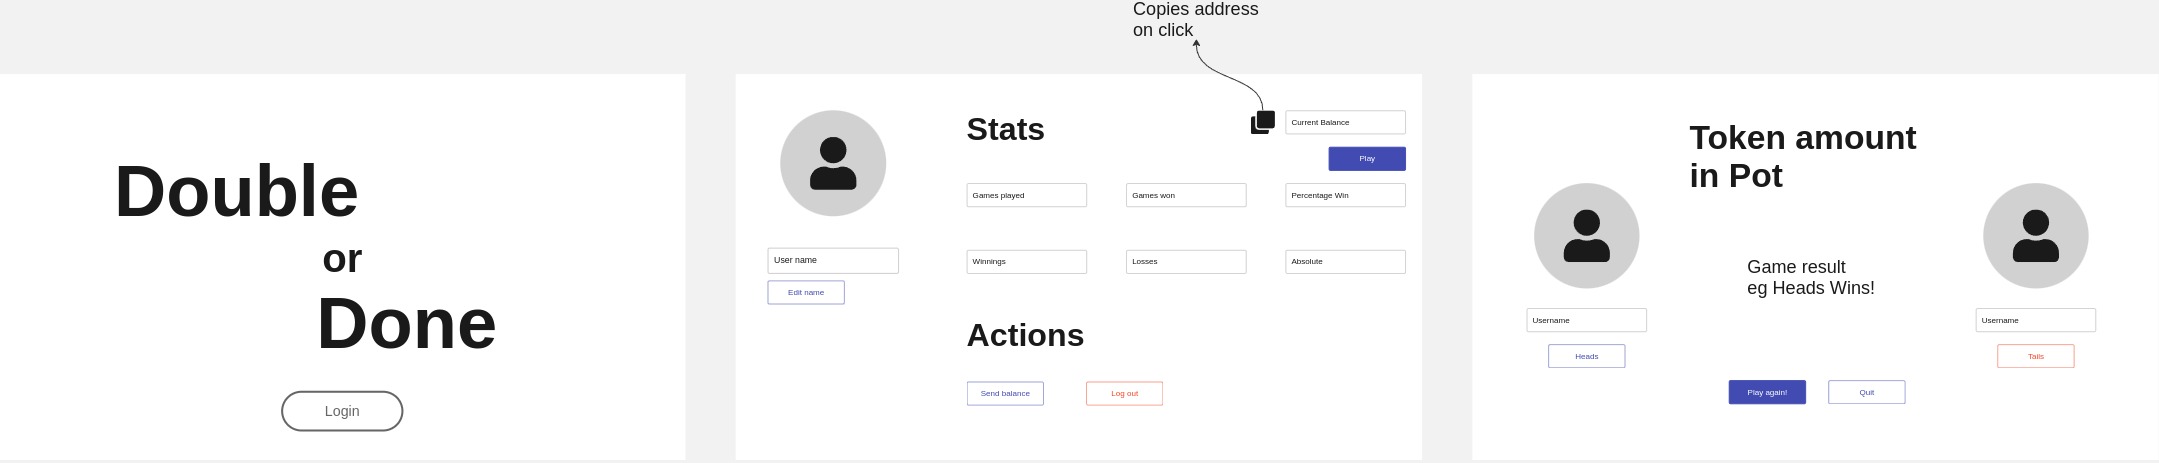 Copies address
on click
Double
or
Done
Login
Stats
Current Balance
Play
Games played
Games won
Percentage Win
User name
Edit name
Winnings
Losses
Absolute
Actions
Send balance
Log out
Token amount
in Pot
Game result
eg Heads Wins!
Username
Heads
Username
Tails
Play again!
Quit